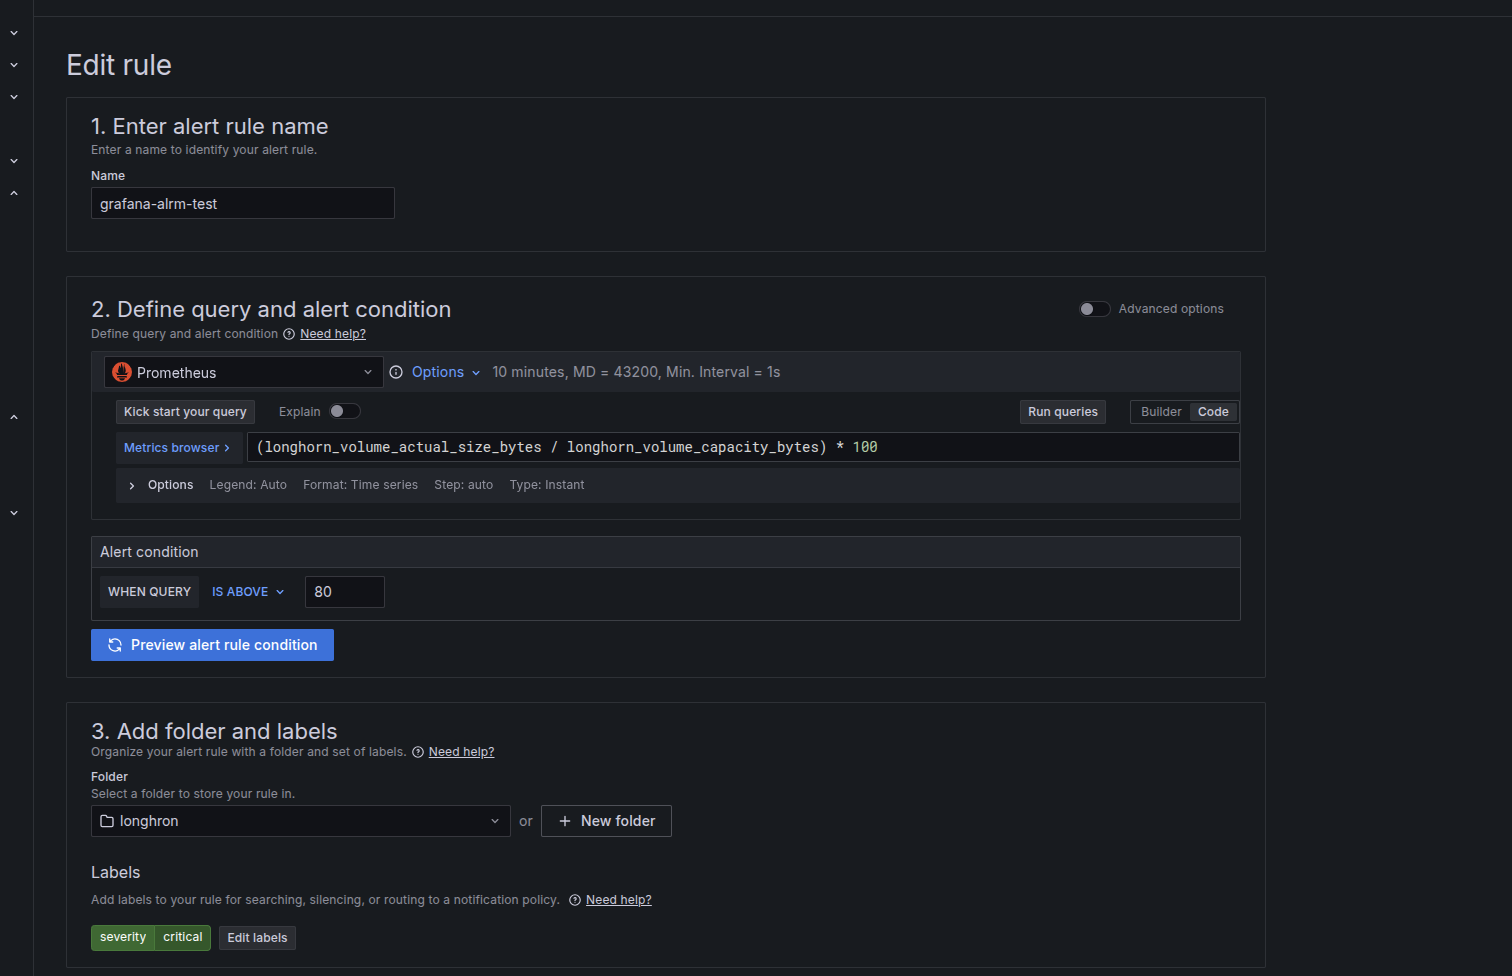 Edit rule
1. Enter alert rule name
Enter a name to identify your alert rule.
Name
grafana-alrm-test
2. Define query and alert condition
Advanced options
Define query and alert condition Need help?
Prometheus Options 10 minutes, MD = 43200, Min. Interval = 1s
Kick start your query Explain Run queries Builder Code
Metrics browser > (longhorn_volume_actual_size_bytes / longhorn_volume_capacity_bytes) * 100
Options Legend: Auto Format: Time series Step: auto Type: Instant
Alert condition
WHEN QUERY IS ABOVE 80
Preview alert rule condition
3. Add folder and labels
Organize your alert rule with a folder and set of labels. Need help?
Folder
Select a folder to store your rule in.
longhron or + New folder
Labels
Add labels to your rule for searching, silencing, or routing to a notification policy. Need help?
severity critical Edit labels